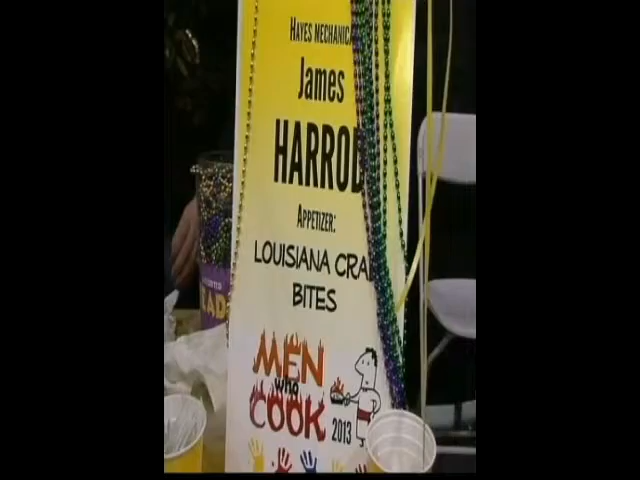 HAYES MECHANICA
James
HARROD
APPETIZER:
LOUISIANA CRA
BITES
MEN
who
COOK
2013